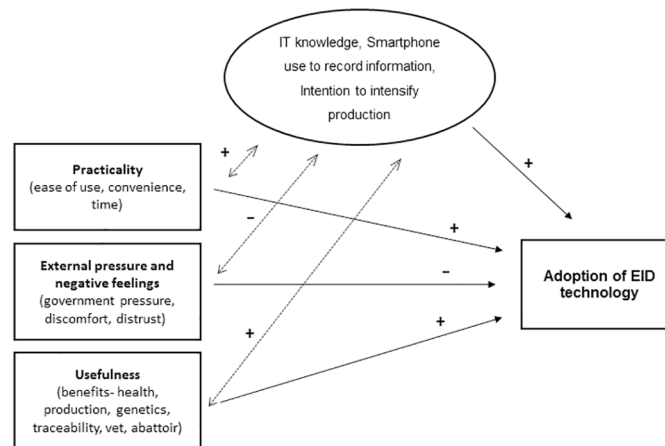 IT knowledge, Smartphone
use to record information,
Intention to intensify
production
+
+
Practicality
(ease of use, convenience,
time)
+
–
External pressure and
negative feelings
(government pressure,
discomfort, distrust)
–
Adoption of EID
technology
+
+
Usefulness
(benefits- health,
production, genetics,
traceability, vet, abattoir)